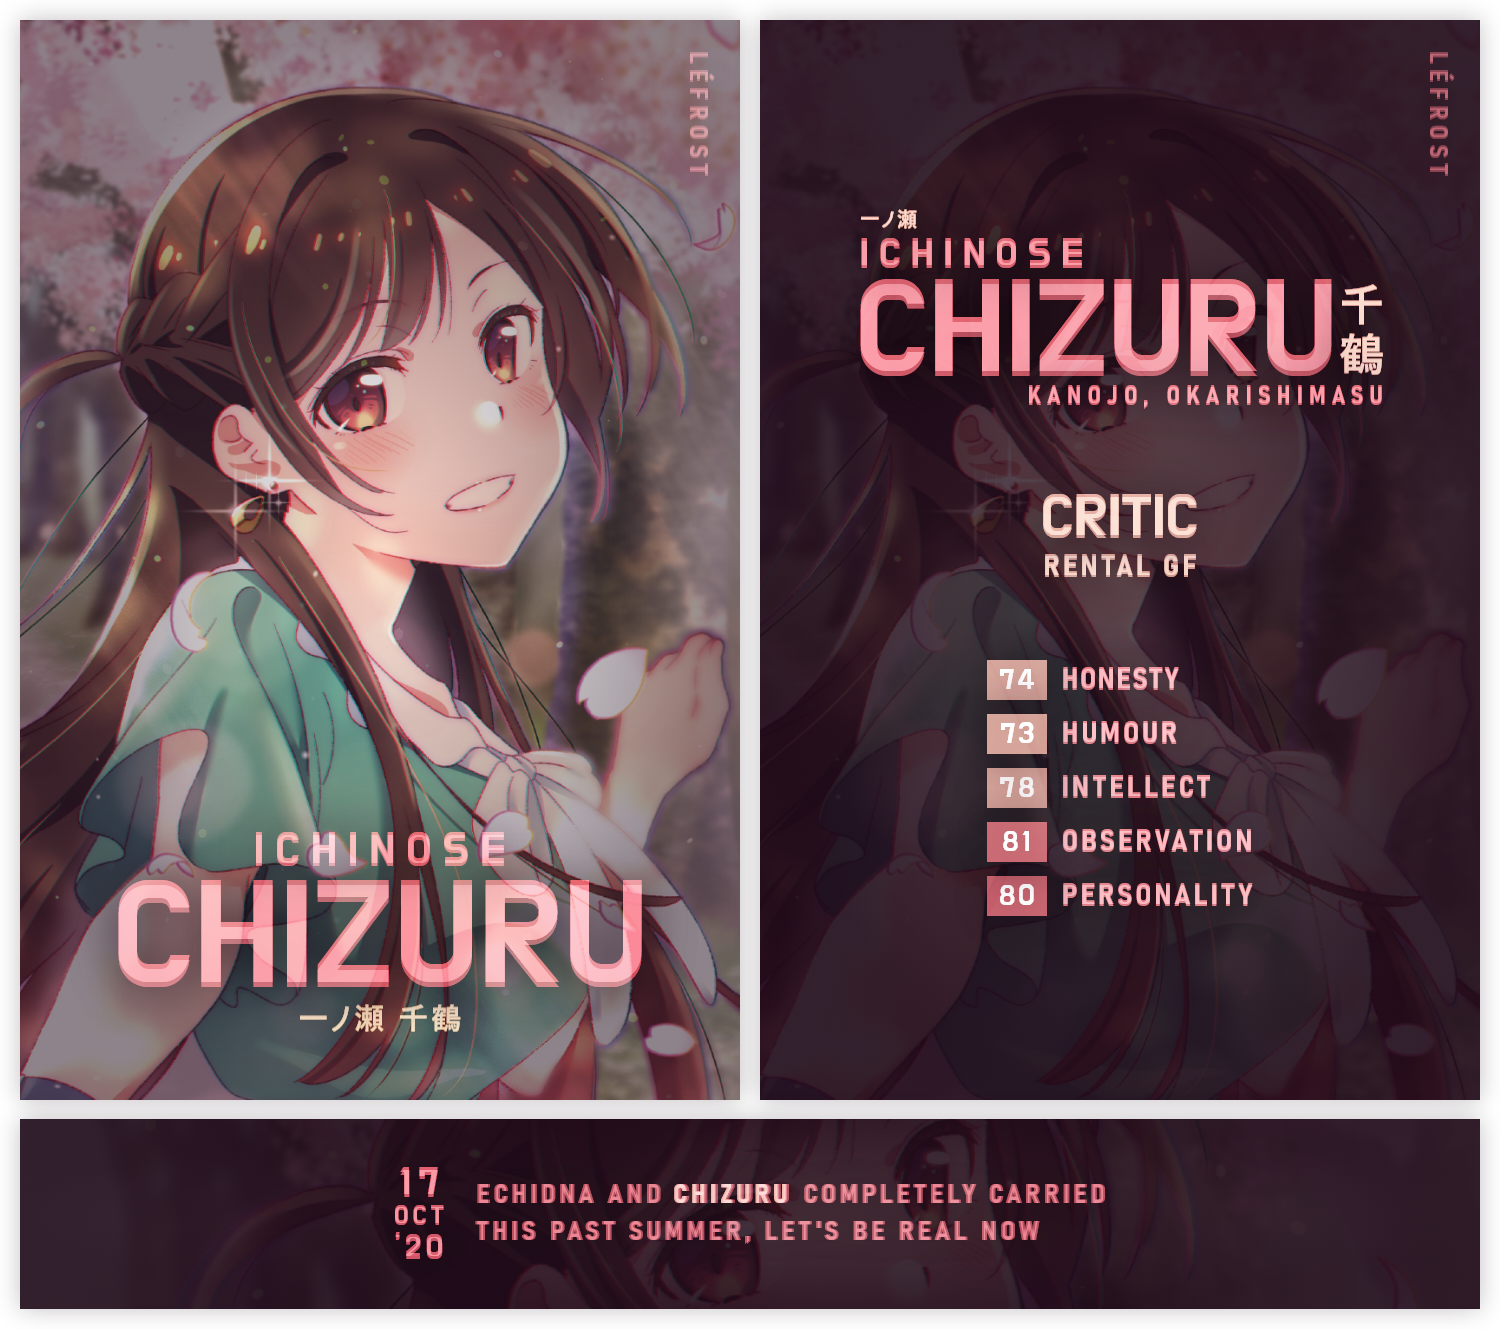 LÉFROST
ICHINOSE
CHIZURU
一ノ瀬 千鶴
LÉFROST
一ノ瀬
ICHINOSE
CHIZURU 千鶴
KANOJO, OKARISHIMASU
CRITIC
RENTAL GF
74 HONESTY
73 HUMOUR
78 INTELLECT
81 OBSERVATION
80 PERSONALITY
17
OCT
'20
ECHIDNA AND CHIZURU COMPLETELY CARRIED
THIS PAST SUMMER, LET'S BE REAL NOW